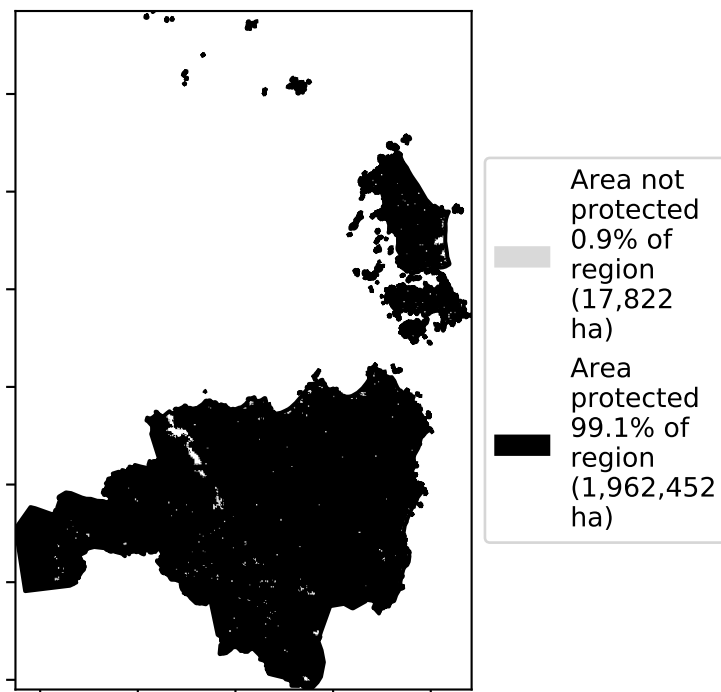 Area not
protected
0.9% of
region
(17,822
ha)
Area
protected
99.1% of
region
(1,962,452
ha)